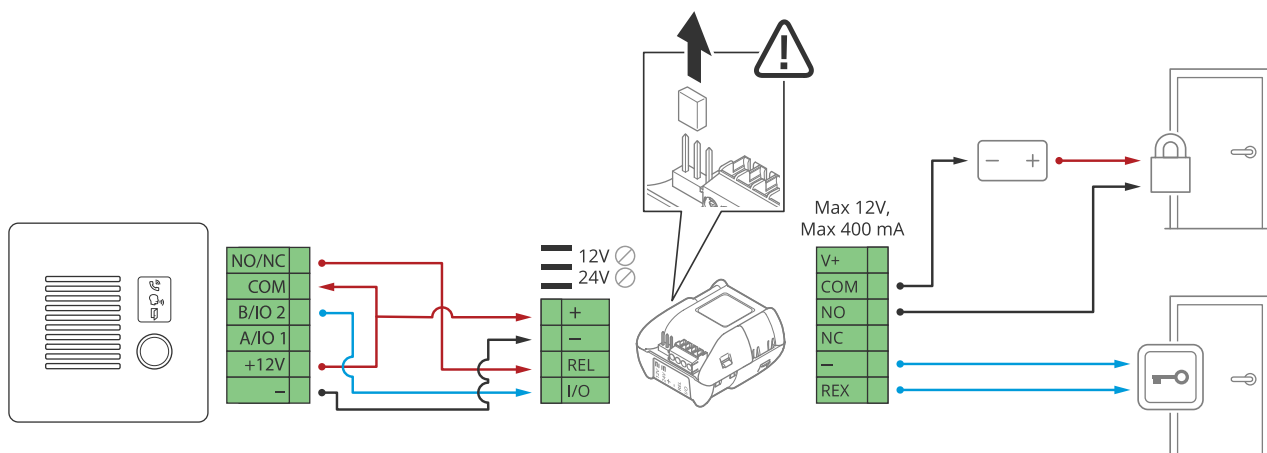 NO/NC
COM
B/IO 2
A/IO 1
+12V
–
12V
24V
+
–
REL
I/O
Max 12V,
Max 400 mA
V+
COM
NO
NC
–
REX
– +